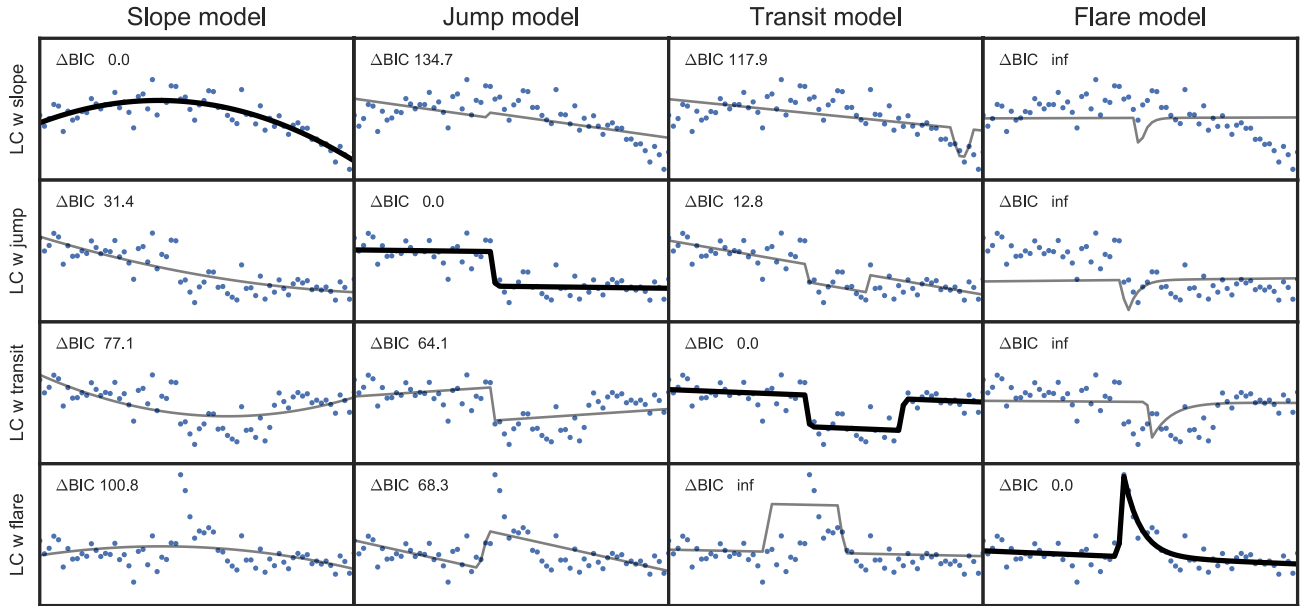 Slope model Jump model Transit model Flare model
LC w slope
ΔBIC 0.0 ΔBIC 134.7 ΔBIC 117.9 ΔBIC inf
LC w jump
ΔBIC 31.4 ΔBIC 0.0 ΔBIC 12.8 ΔBIC inf
LC w transit
ΔBIC 77.1 ΔBIC 64.1 ΔBIC 0.0 ΔBIC inf
LC w flare
ΔBIC 100.8 ΔBIC 68.3 ΔBIC inf ΔBIC 0.0